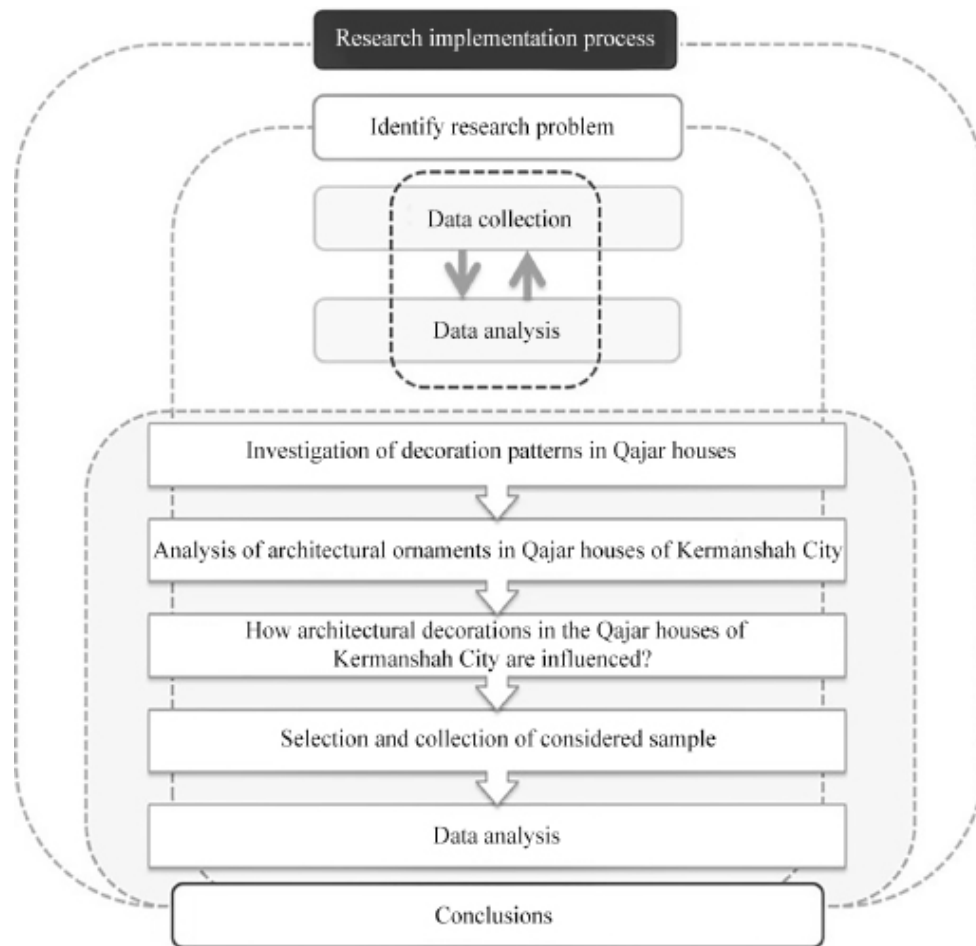 Research implementation process
Identify research problem
Data collection
Data analysis
Investigation of decoration patterns in Qajar houses
Analysis of architectural ornaments in Qajar houses of Kermanshah City
How architectural decorations in the Qajar houses of
Kermanshah City are influenced?
Selection and collection of considered sample
Data analysis
Conclusions